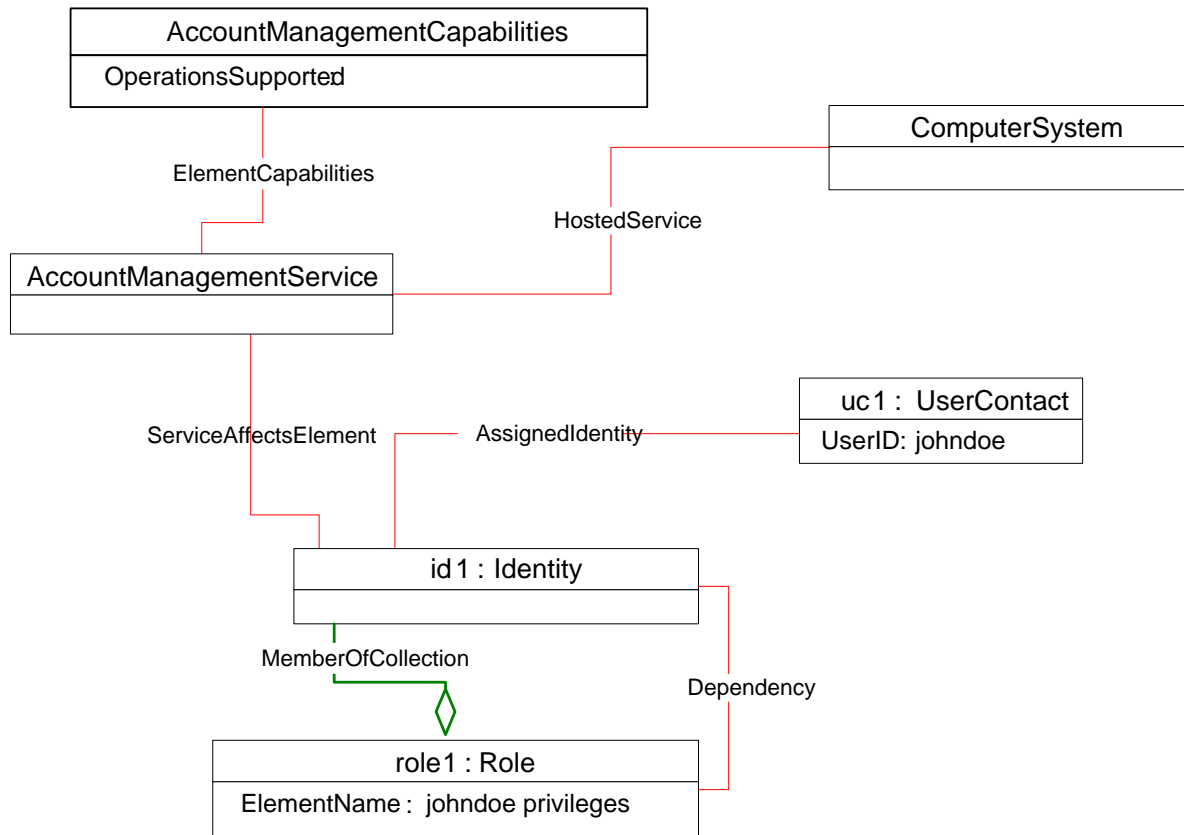 AccountManagementCapabilities
OperationsSupported:
ComputerSystem
ElementCapabilities
HostedService
AccountManagementService
uc1 : UserContact
UserID: johndoe
ServiceAffectsElement
AssignedIdentity
id1 : Identity
MemberOfCollection
Dependency
role1 : Role
ElementName : johndoe privileges